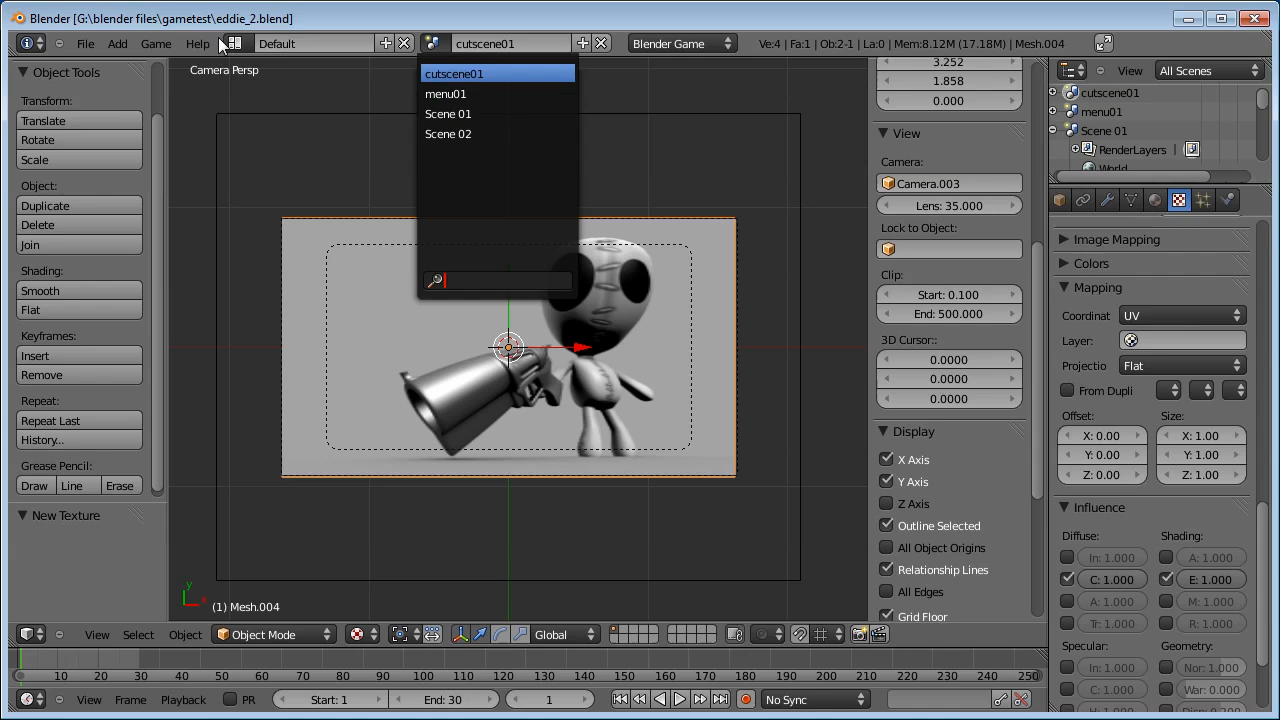 Blender [G:\blender files\gametest\eddie_2.blend]
File Add Game Help Default cutscene01 Blender Game Ve:4 | Fa:1 | Ob:2-1 | La:0 | Mem:8.12M (17.18M) | Mesh.004
Object Tools
Transform:
Translate
Rotate
Scale
Object:
Duplicate
Delete
Join
Shading:
Smooth
Flat
Keyframes:
Insert
Remove
Repeat:
Repeat Last
History...
Grease Pencil:
Draw Line Erase
New Texture
Camera Persp
cutscene01
menu01
Scene 01
Scene 02
(1) Mesh.004
3.252
1.858
0.000
View
Camera:
Camera.003
Lens: 35.000
Lock to Object:
Clip:
Start: 0.100
End: 500.000
3D Cursor:
0.0000
0.0000
0.0000
Display
X Axis
Y Axis
Z Axis
Outline Selected
All Object Origins
Relationship Lines
All Edges
Grid Floor
View All Scenes
cutscene01
menu01
Scene 01
RenderLayers |
World
Image Mapping
Colors
Mapping
Coordinat UV
Layer:
Projectio Flat
From Dupli
Offset: Size:
X: 0.00 X: 1.00
Y: 0.00 Y: 1.00
Z: 0.00 Z: 1.00
Influence
Diffuse: Shading:
In: 1.000 A: 1.000
C: 1.000 E: 1.000
A: 1.000 M: 1.000
Tr: 1.000 R: 1.000
Specular: Geometry:
In: 1.000 Nor: 1.000
C: 1.000 War: 0.000
View Select Object Object Mode Global
10 20 30 40 50 60 70 80 90 100 110 120 130 140 150 160 170 180 190 200 210 220 230 240 250
View Frame Playback PR Start: 1 End: 30 1 No Sync